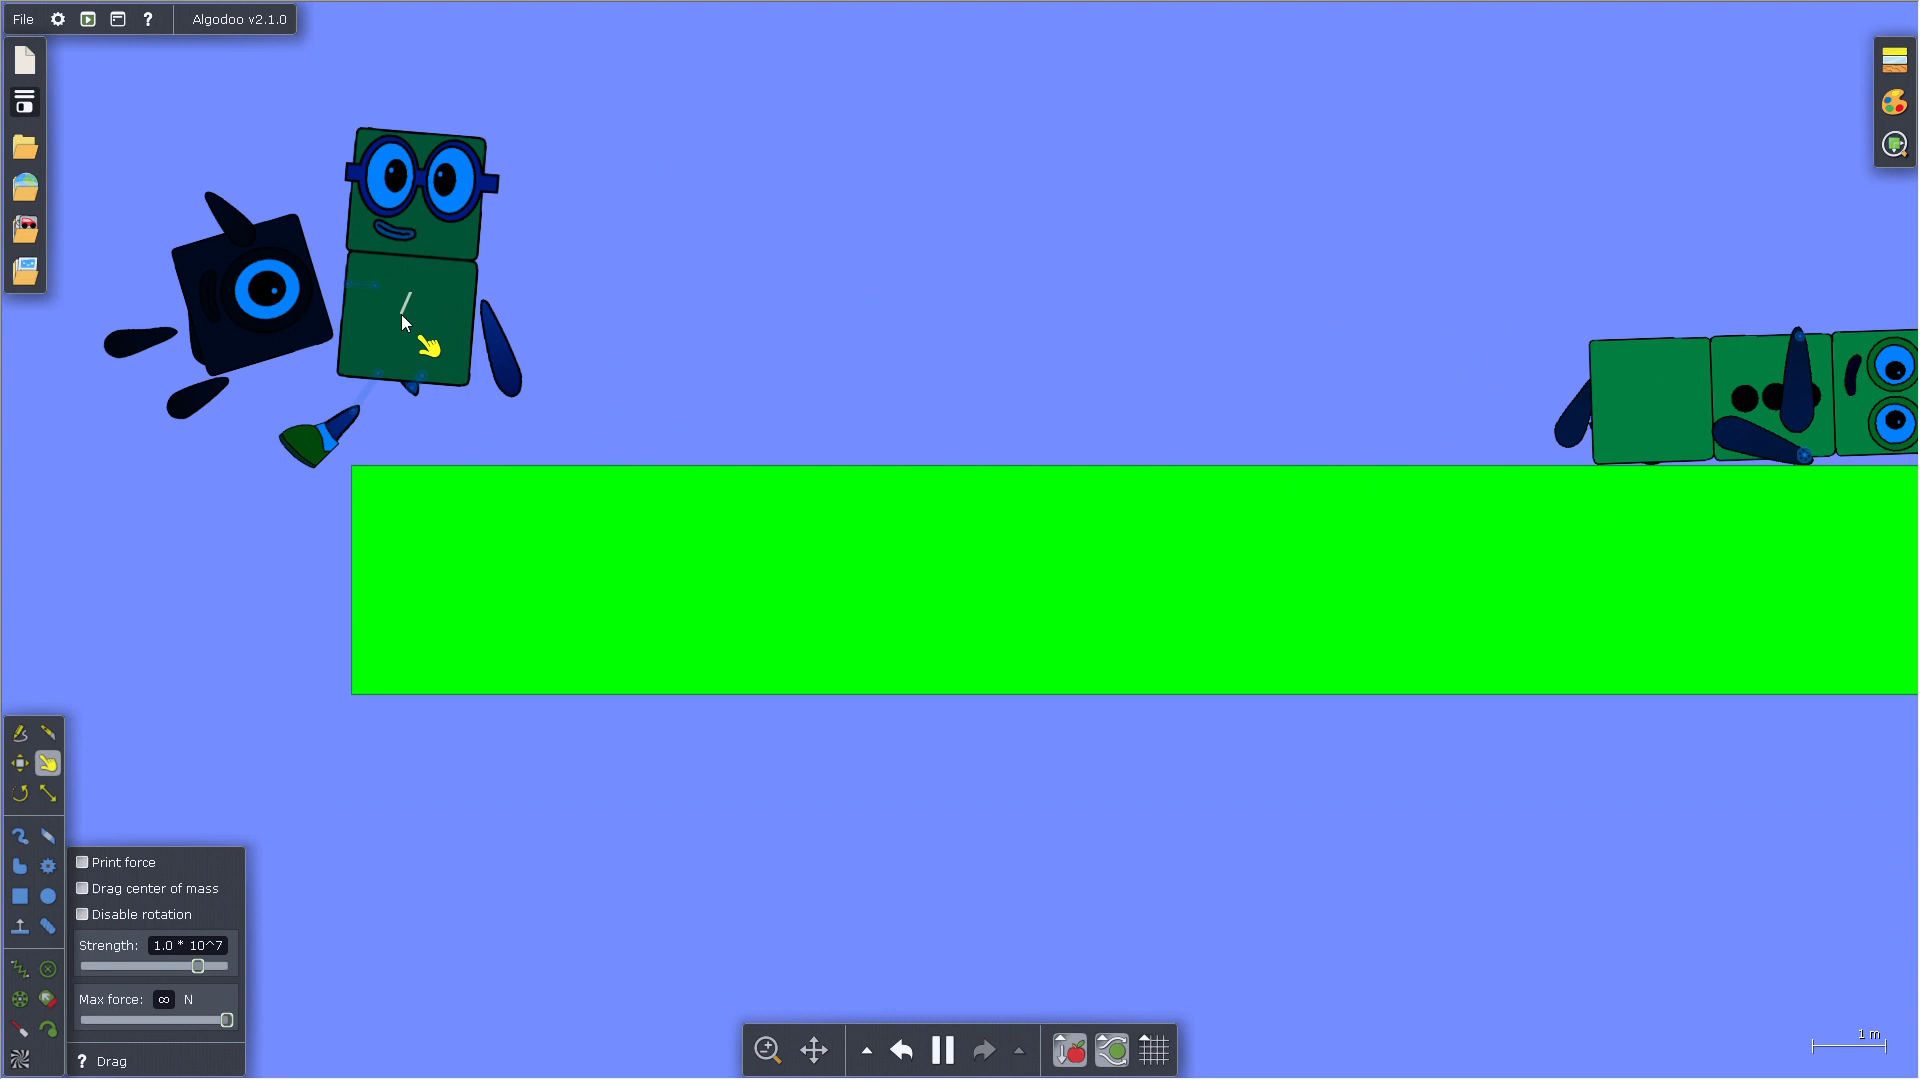 File ? Algodoo v2.1.0
Print force
Drag center of mass
Disable rotation
Strength: 1.0 * 10^7
Max force: ∞ N
? Drag
1 m